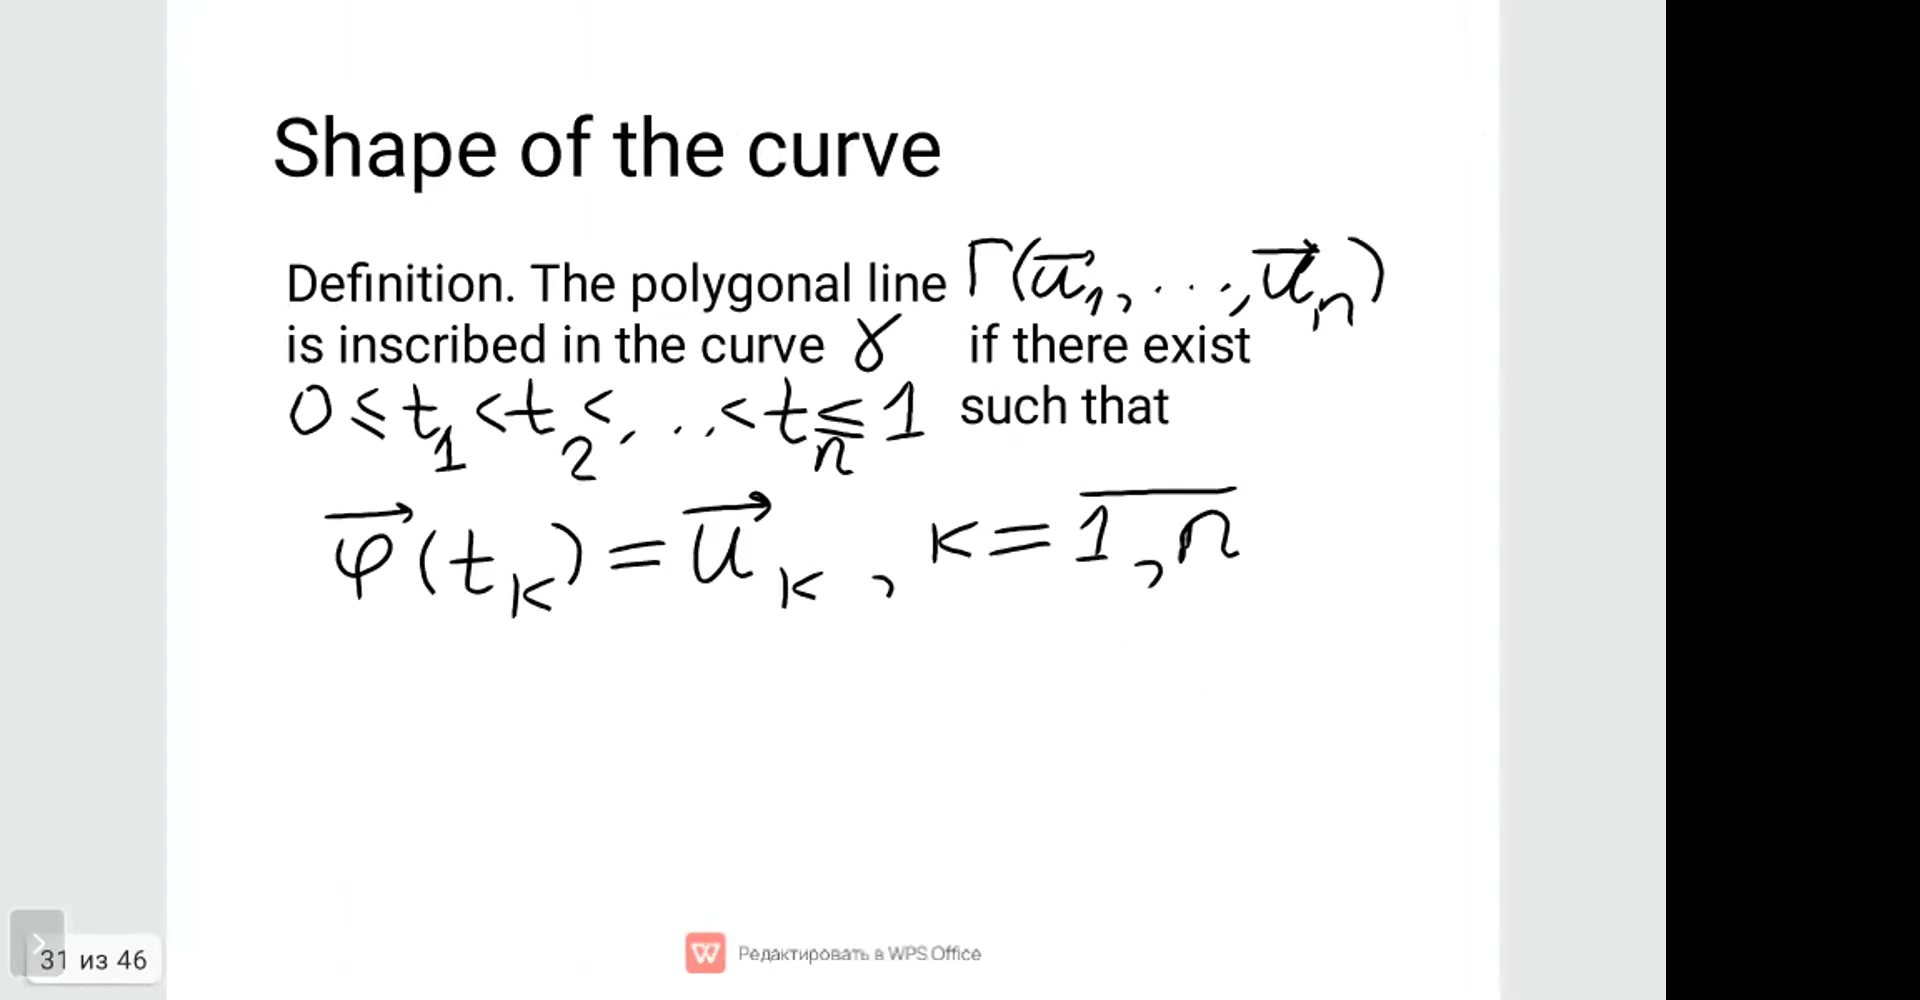 Shape of the curve
Definition. The polygonal line Γ(u⃗₁, ..., u⃗ₙ)
is inscribed in the curve γ if there exist
0 ≤ t₁ < t₂ < ... < tₙ ≤ 1 such that
φ⃗(tₖ) = u⃗ₖ , k = 1,n̅
31 из 46
Редактировать в WPS Office